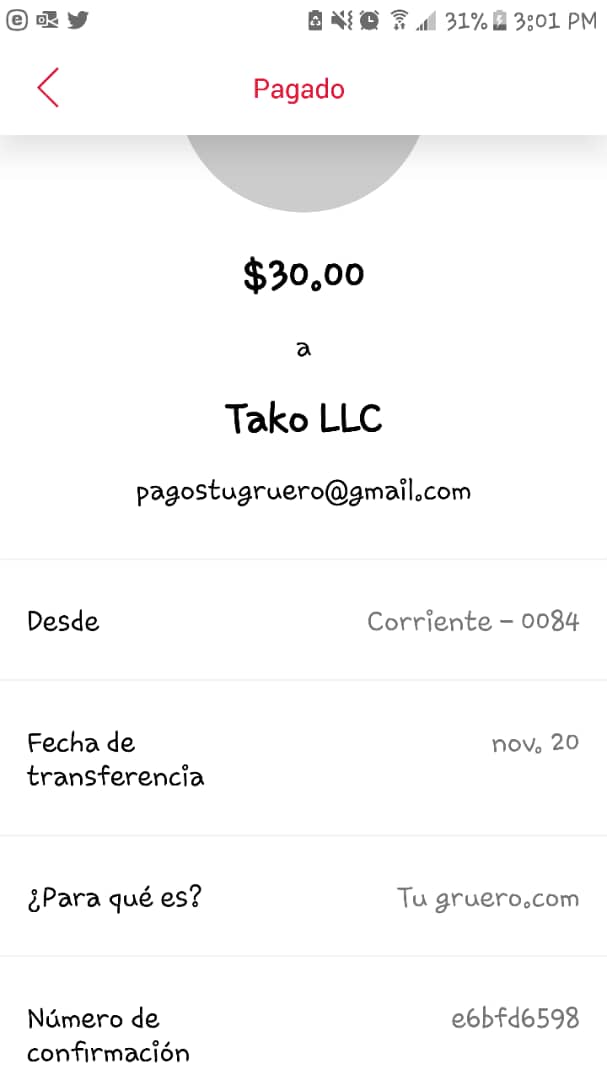 31% 3:01 PM
Pagado
$30.00
a
Tako LLC
pagostugruero@gmail.com
Desde
Corriente - 0084
Fecha de
transferencia
nov. 20
¿Para qué es?
Tu gruero.com
Número de
confirmación
e6bfd6598